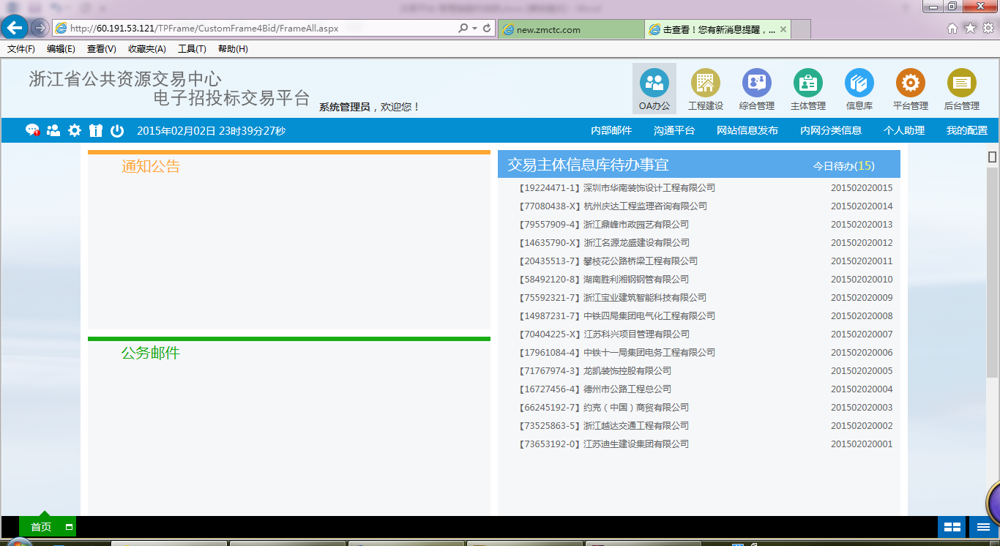 http://60.191.53.121/TPFrame/CustomFrame4Bid/FrameAll.aspx
new.zmctc.com
击查看！您有新消息提醒，...
文件(F) 编辑(E) 查看(V) 收藏夹(A) 工具(T) 帮助(H)
浙江省公共资源交易中心
电子招投标交易平台
系统管理员，欢迎您！
OA办公 工程建设 综合管理 主体管理 信息库 平台管理 后台管理
2015年02月02日 23时39分27秒
内部邮件 沟通平台 网站信息发布 内网分类信息 个人助理 我的配置
通知公告
公务邮件
交易主体信息库待办事宜 今日待办(15)
【19224471-1】深圳市华南装饰设计工程有限公司 201502020015
【77080438-X】杭州庆达工程监理咨询有限公司 201502020014
【79557909-4】浙江鼎峰市政园艺有限公司 201502020013
【14635790-X】浙江名源龙盛建设有限公司 201502020012
【20435513-7】攀枝花公路桥梁工程有限公司 201502020011
【58492120-8】湖南胜利湘钢钢管有限公司 201502020010
【75592321-7】浙江宝业建筑智能科技有限公司 201502020009
【14987231-7】中铁四局集团电气化工程有限公司 201502020008
【70404225-X】江苏科兴项目管理有限公司 201502020007
【17961084-4】中铁十一局集团电务工程有限公司 201502020006
【71767974-3】龙凯装饰控股有限公司 201502020005
【16727456-4】德州市公路工程总公司 201502020004
【66245192-7】约克（中国）商贸有限公司 201502020003
【73525863-5】浙江越达交通工程有限公司 201502020002
【73653192-0】江苏迪生建设集团有限公司 201502020001
首页